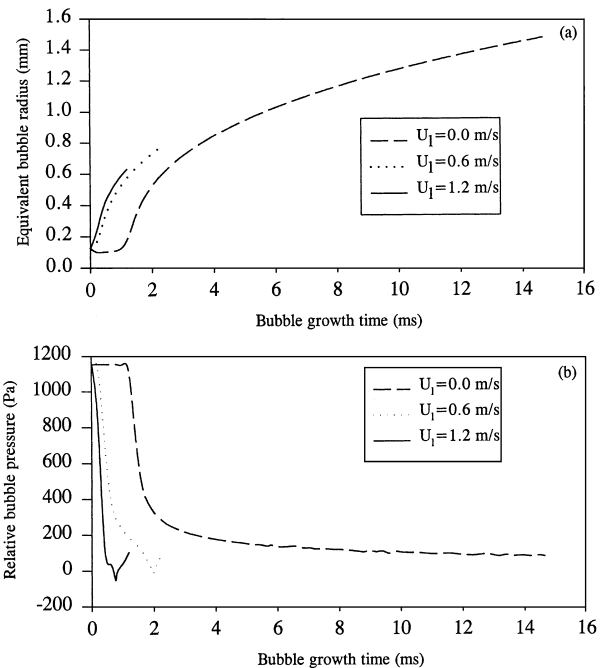 1.6
(a)
1.4
1.2
1.0
0.8
0.6
0.4
0.2
0.0
Equivalent bubble radius (mm)
U1=0.0 m/s
U1=0.6 m/s
U1=1.2 m/s
0 2 4 6 8 10 12 14 16
Bubble growth time (ms)
1200
(b)
1000
800
600
400
200
0
-200
Relative bubble pressure (Pa)
U1=0.0 m/s
U1=0.6 m/s
U1=1.2 m/s
0 2 4 6 8 10 12 14 16
Bubble growth time (ms)